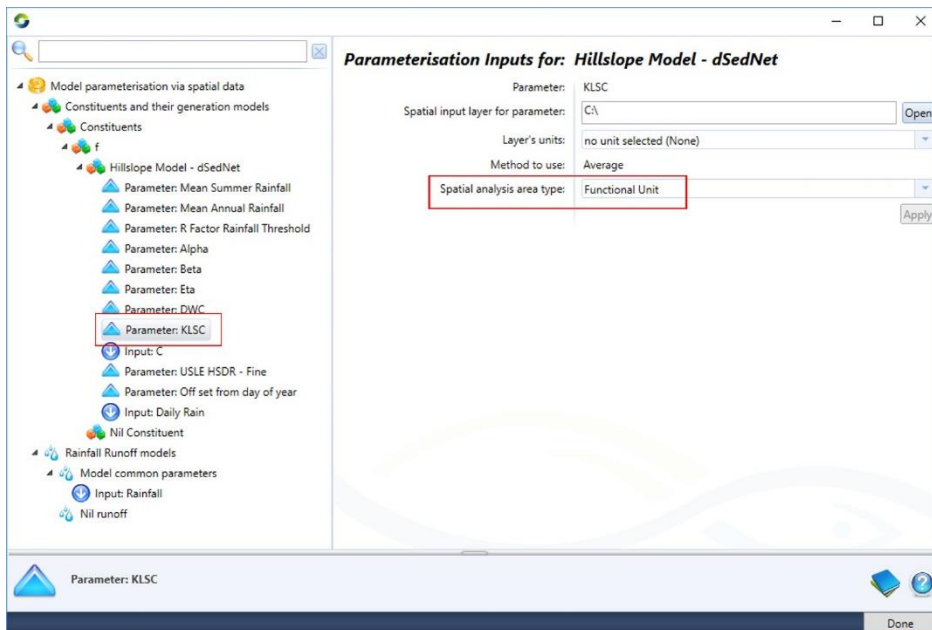 Parameterisation Inputs for: Hillslope Model - dSedNet
Model parameterisation via spatial data
Constituents and their generation models
Constituents
f
Hillslope Model - dSedNet
Parameter: Mean Summer Rainfall
Parameter: Mean Annual Rainfall
Parameter: R Factor Rainfall Threshold
Parameter: Alpha
Parameter: Beta
Parameter: Eta
Parameter: DWC
Parameter: KLSC
Input: C
Parameter: USLE HSDR - Fine
Parameter: Off set from day of year
Input: Daily Rain
Nil Constituent
Rainfall Runoff models
Model common parameters
Input: Rainfall
Nil runoff
Parameter: KLSC
Spatial input layer for parameter: C:\ Open
Layer's units: no unit selected (None)
Method to use: Average
Spatial analysis area type: Functional Unit
Apply
Parameter: KLSC
Done